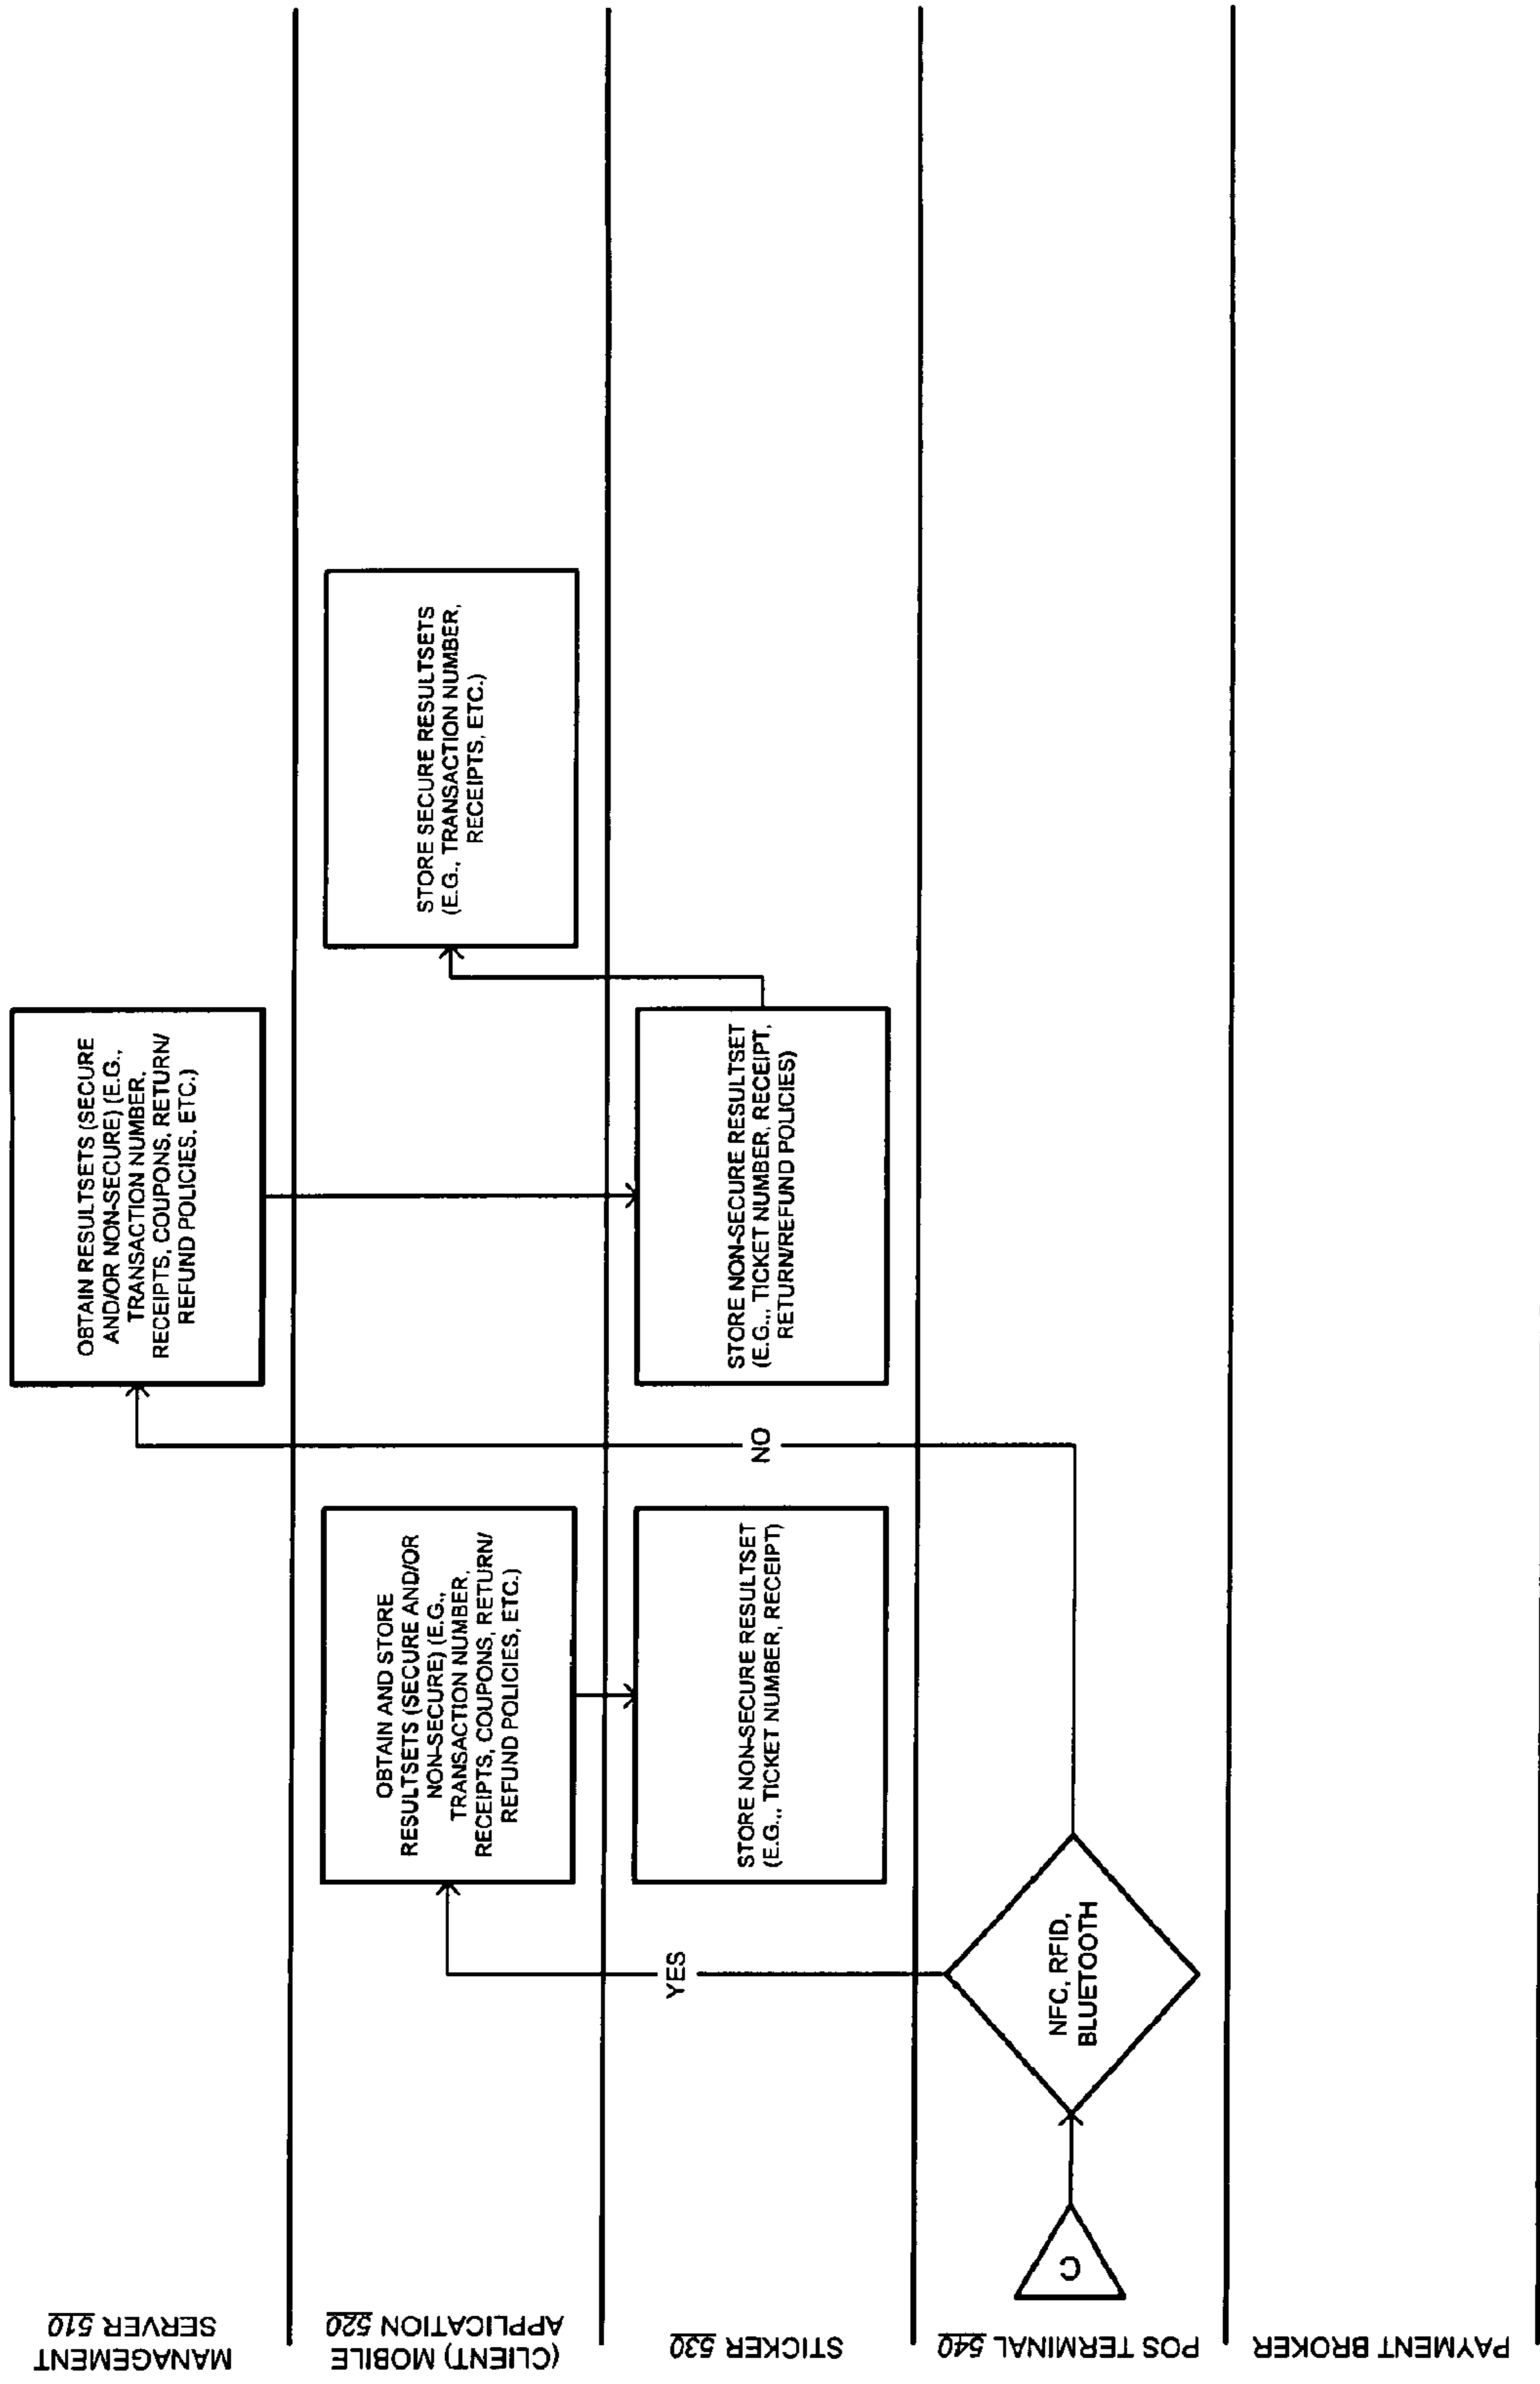 MANAGEMENT
SERVER 510
OBTAIN RESULTSETS (SECURE
AND/OR NON-SECURE) (E.G.,
TRANSACTION NUMBER,
RECEIPTS, COUPONS, RETURN/
REFUND POLICIES, ETC.)
(CLIENT) MOBILE
APPLICATION 520
OBTAIN AND STORE
RESULTSETS (SECURE AND/OR
NON-SECURE) (E.G.,
TRANSACTION NUMBER,
RECEIPTS, COUPONS, RETURN/
REFUND POLICIES, ETC.)
STORE SECURE RESULTSETS
(E.G., TRANSACTION NUMBER,
RECEIPTS, ETC.)
STICKER 530
YES
STORE NON-SECURE RESULTSET
(E.G.,, TICKET NUMBER, RECEIPT)
NO
STORE NON-SECURE RESULTSET
(E.G.,, TICKET NUMBER, RECEIPT,
RETURN/REFUND POLICIES)
POS TERMINAL 540
C
NFC, RFID,
BLUETOOTH
PAYMENT BROKER